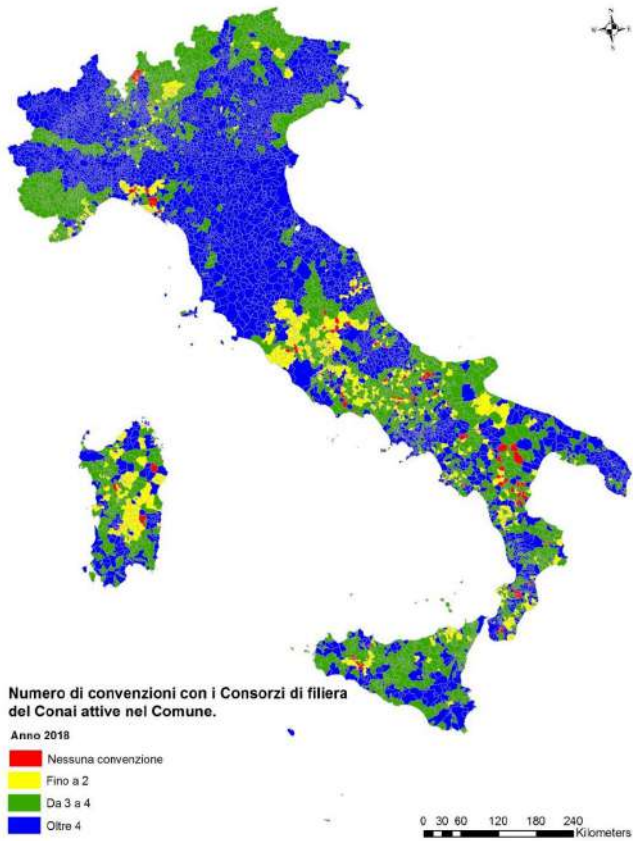 N
W E
S
Numero di convenzioni con i Consorzi di filiera
del Conai attive nel Comune.
Anno 2018
Nessuna convenzione
Fino a 2
Da 3 a 4
Oltre 4
0 30 60 120 180 240
Kilometers